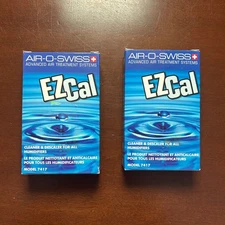 AIR-O-SWISS
ADVANCED AIR TREATMENT SYSTEMS
EZCal
CLEANER & DESCALER FOR ALL
HUMIDIFIERS
LE PRODUIT NETTOYANT ET ANTICALCAIRE
POUR TOUS LES HUMIDIFICATEURS
MODEL 7417
AIR-O-SWISS
ADVANCED AIR TREATMENT SYSTEMS
EZCal
CLEANER & DESCALER FOR ALL
HUMIDIFIERS
LE PRODUIT NETTOYANT ET ANTICALCAIRE
POUR TOUS LES HUMIDIFICATEURS
MODEL 7417